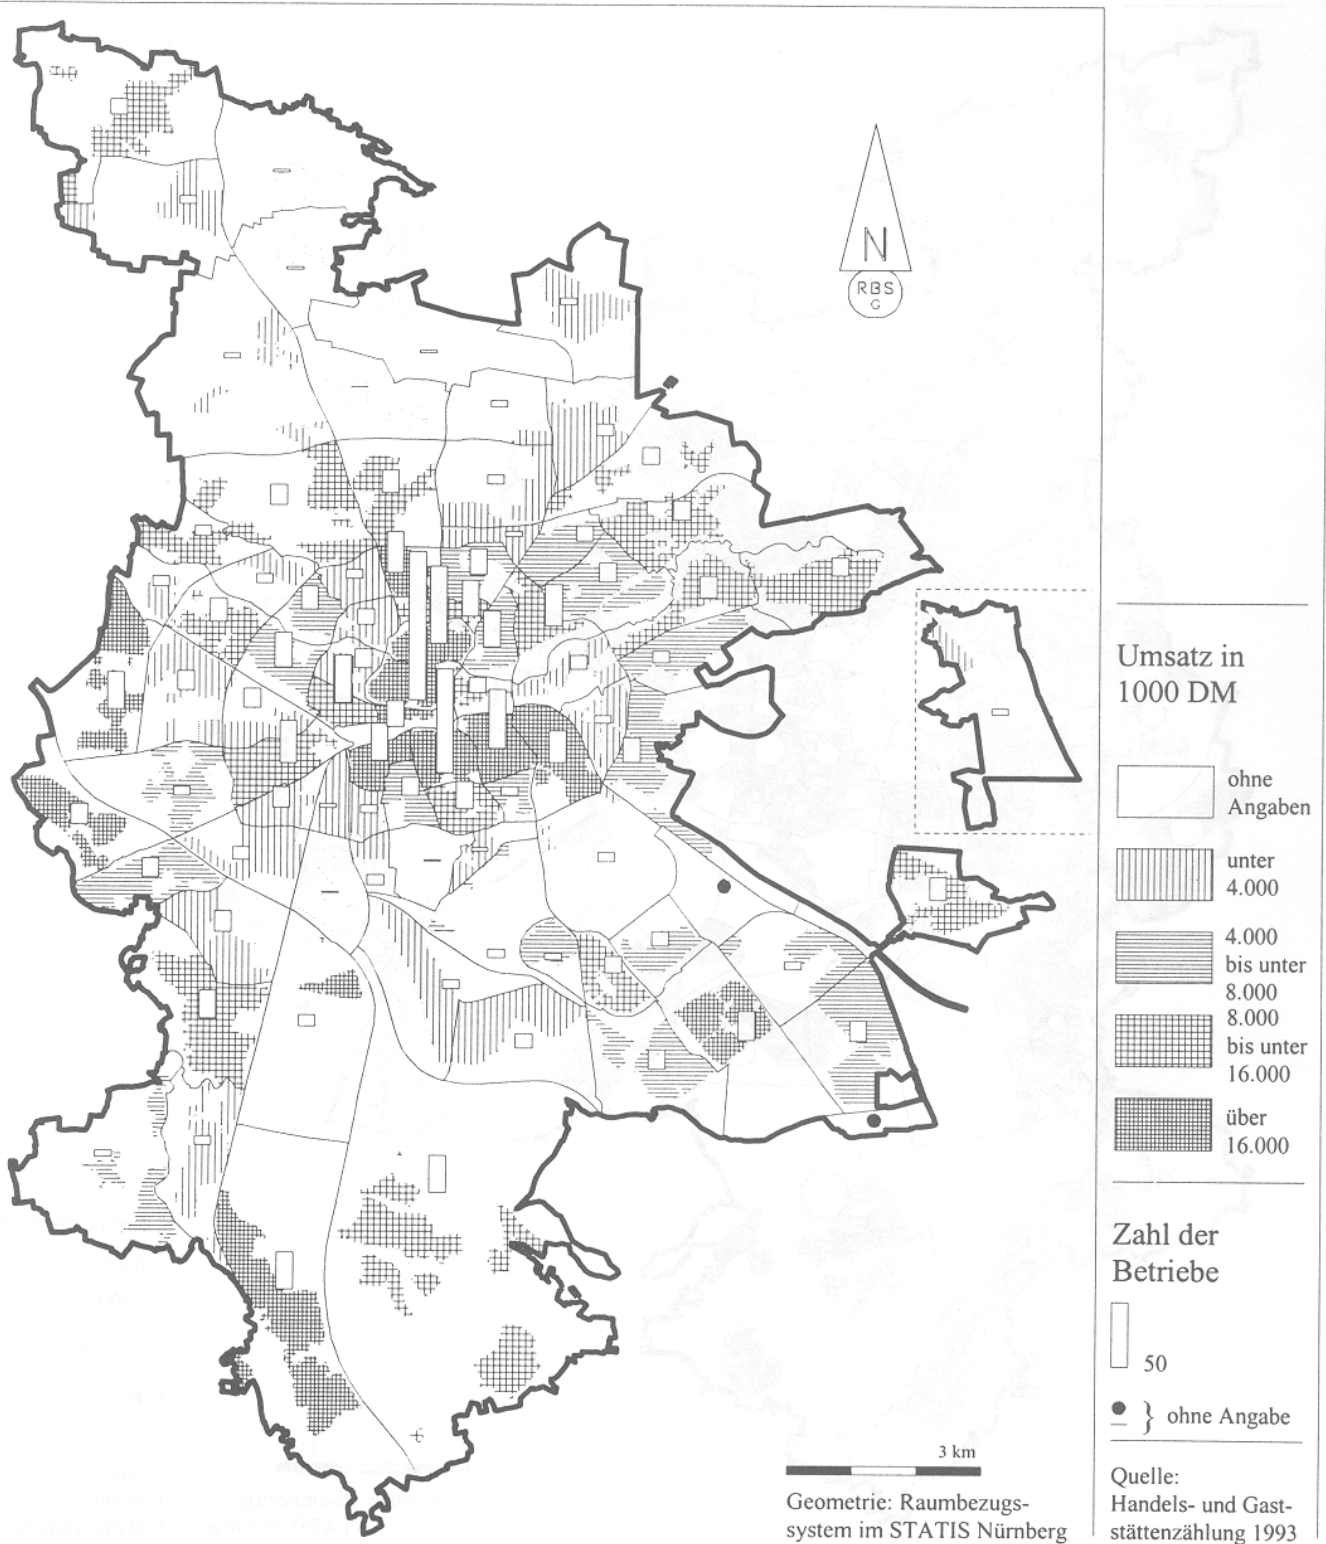 N
RBS
G
Umsatz in
1000 DM
ohne
Angaben
unter
4.000
4.000
bis unter
8.000
8.000
bis unter
16.000
über
16.000
Zahl der
Betriebe
50
} ohne Angabe
3 km
Geometrie: Raumbezugs-
system im STATIS Nürnberg
Quelle:
Handels- und Gast-
stättenzählung 1993